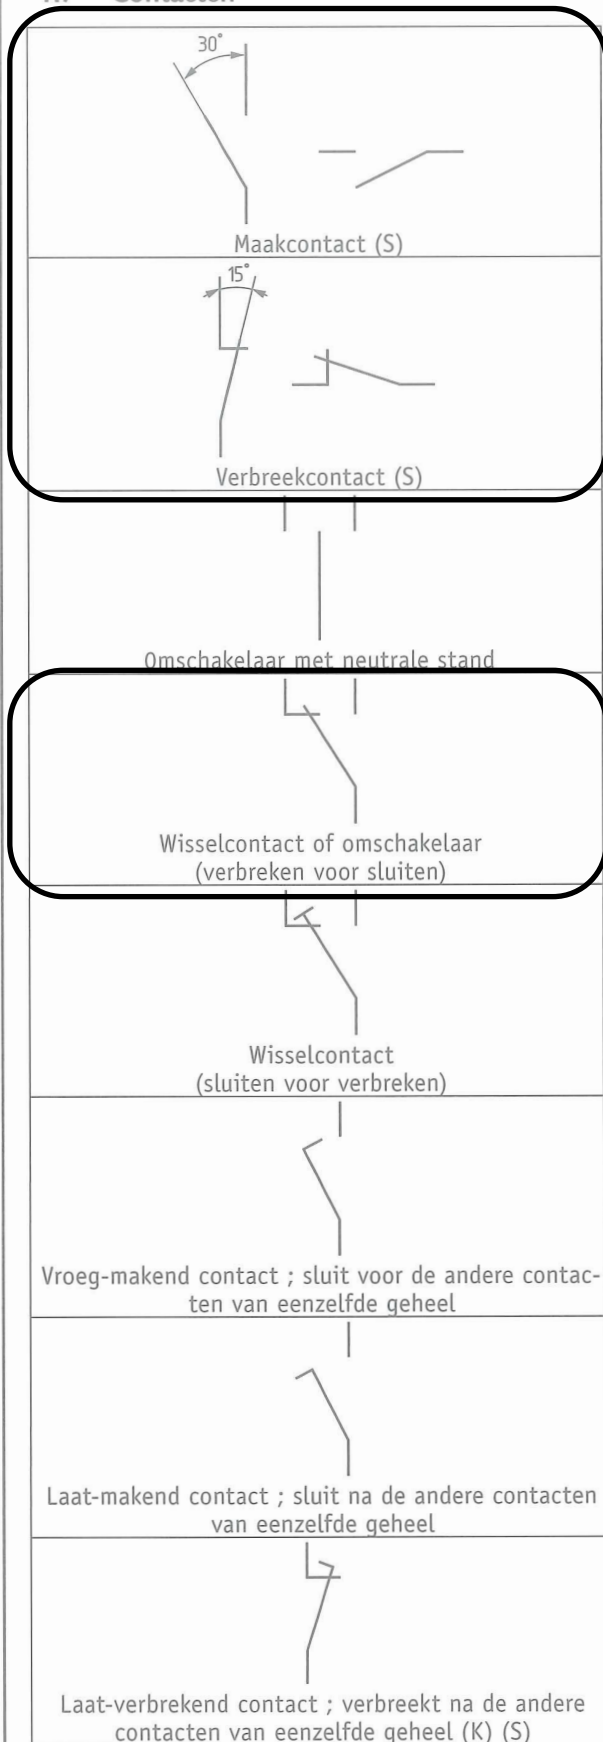 30°
Maakcontact (S)
15°
Verbreekcontact (S)
Omschakelaar met neutrale stand
Wisselcontact of omschakelaar
(verbreken voor sluiten)
Wisselcontact
(sluiten voor verbreken)
Vroeg-makend contact ; sluit voor de andere contac-
ten van eenzelfde geheel
Laat-makend contact ; sluit na de andere contacten
van eenzelfde geheel
Laat-verbrekend contact ; verbreekt na de andere
contacten van eenzelfde geheel (K) (S)